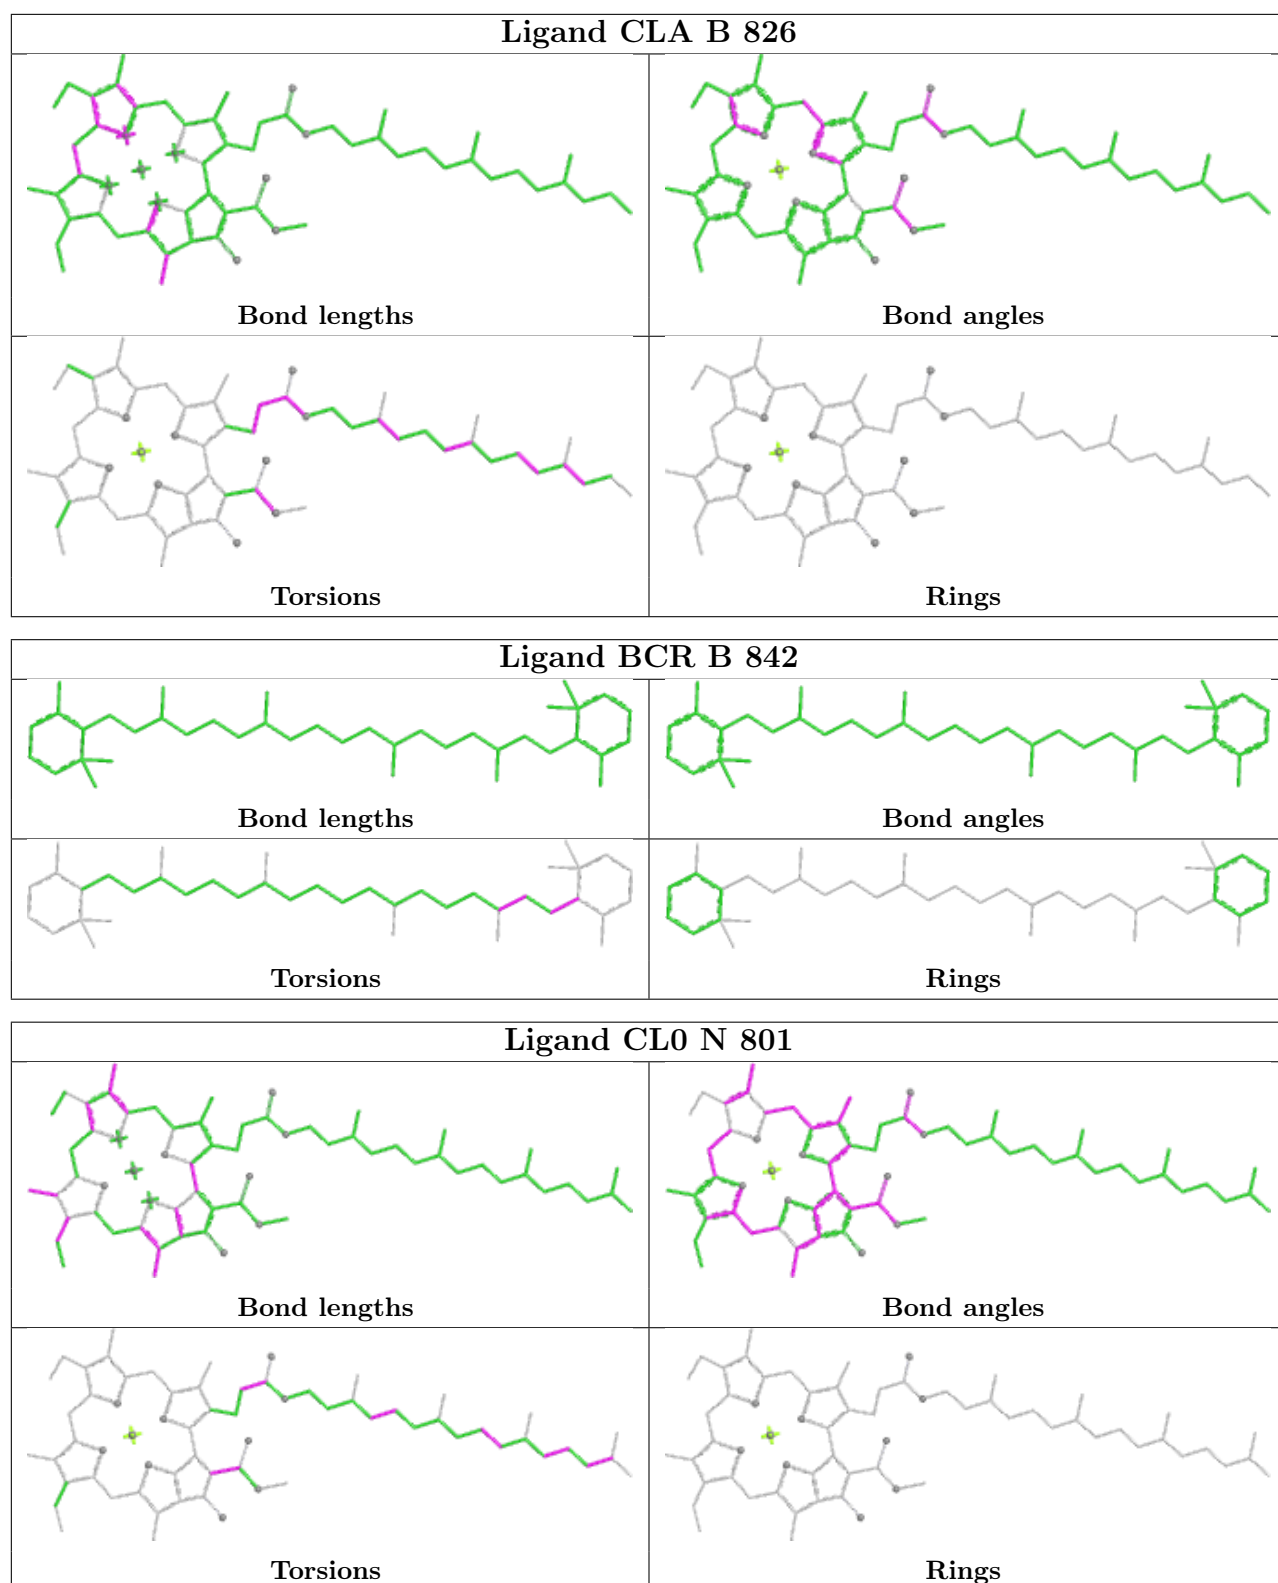 Ligand CLA B 826
Bond lengths
Bond angles
Torsions
Rings
Ligand BCR B 842
Bond lengths
Bond angles
Torsions
Rings
Ligand CL0 N 801
Bond lengths
Bond angles
Torsions
Rings